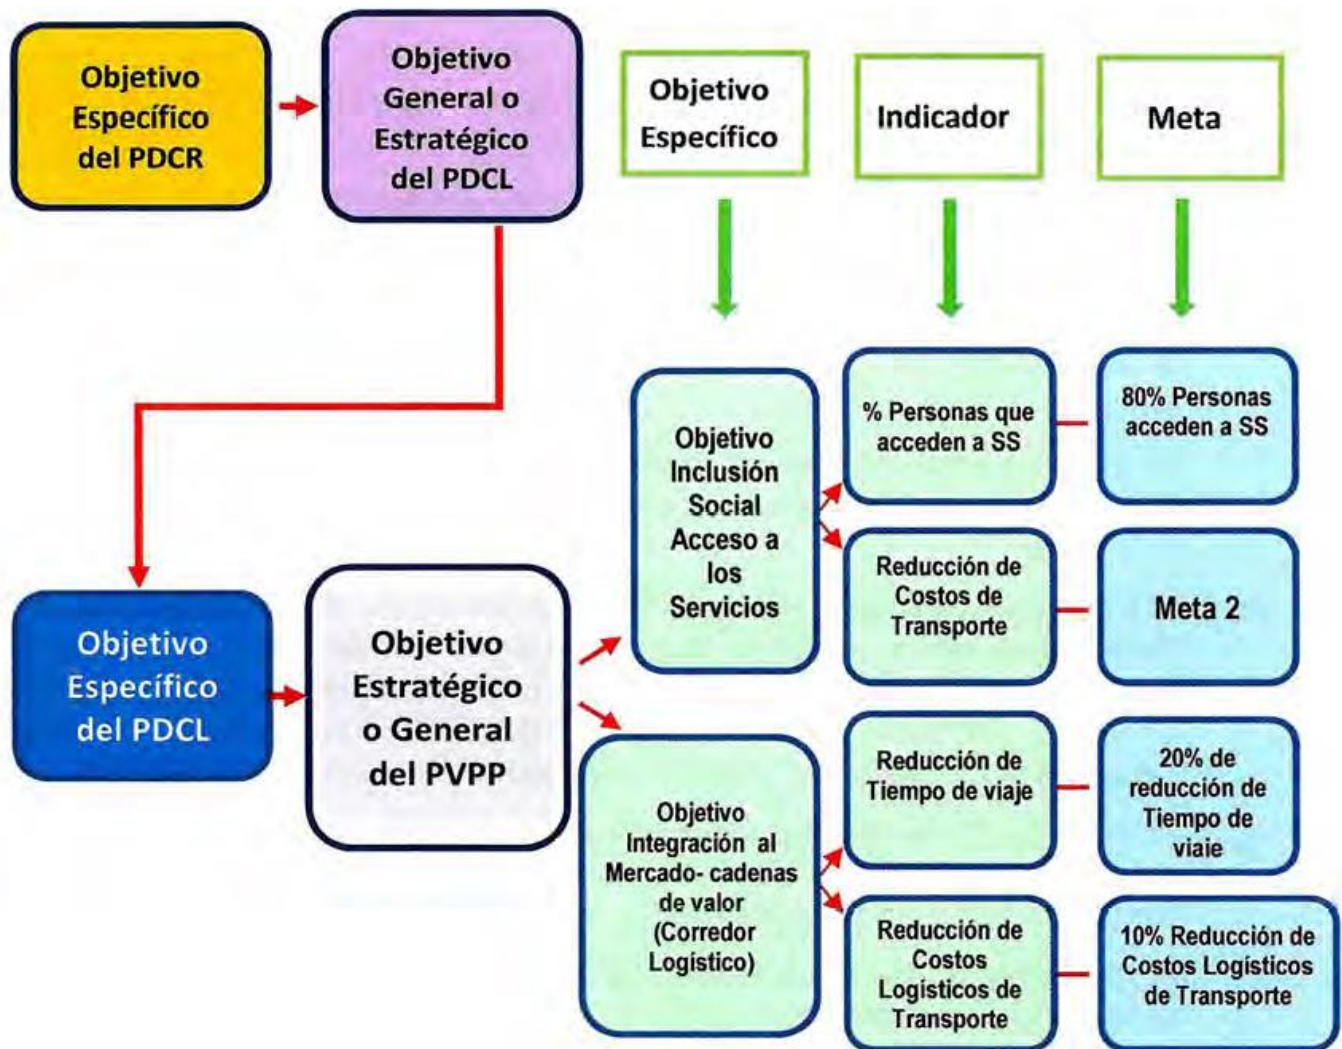 Objetivo
Específico
del PDCR
Objetivo
General o
Estratégico
del PDCL
Objetivo
Específico
Indicador
Meta
Objetivo
Inclusión
Social
Acceso a
los
Servicios
% Personas que
acceden a SS
80% Personas
acceden a SS
Reducción de
Costos de
Transporte
Meta 2
Objetivo
Específico
del PDCL
Objetivo
Estratégico
o General
del PVPP
Objetivo
Integración al
Mercado- cadenas
de valor
(Corredor
Logístico)
Reducción de
Tiempo de viaje
20% de
reducción de
Tiempo de
viaie
Reducción de
Costos
Logísticos de
Transporte
10% Reducción de
Costos Logísticos
de Transporte